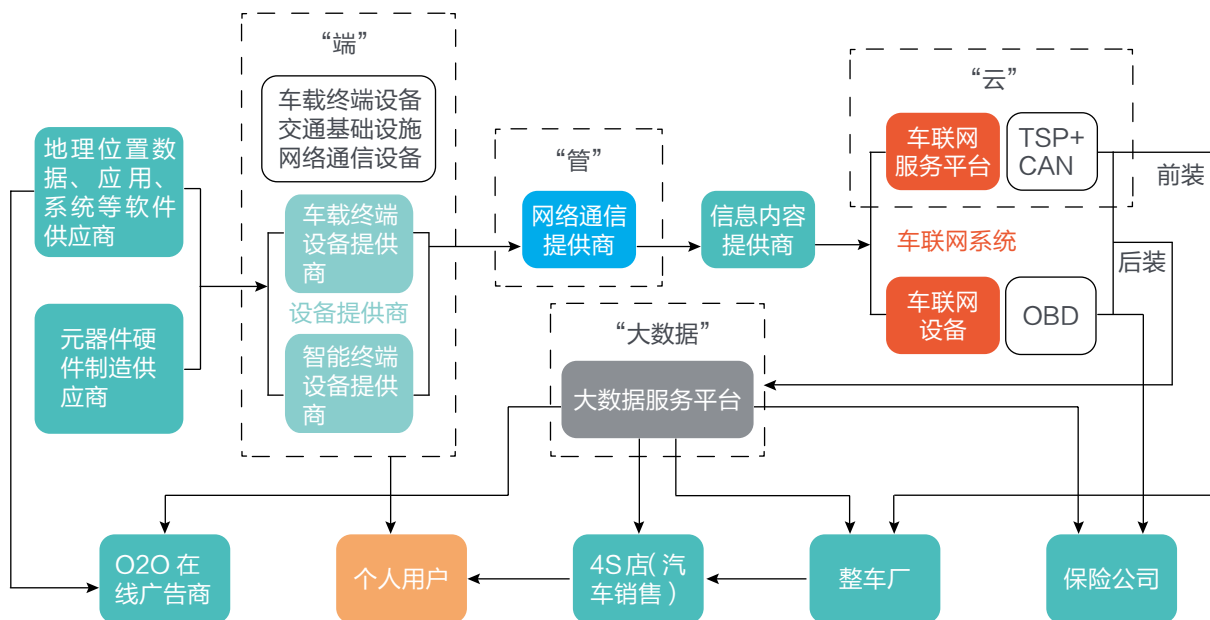 “端”
车载终端设备
交通基础设施
网络通信设备
地理位置数
据、应用、
系统等软件
供应商
元器件硬
件制造供
应商
车载终端
设备提供
商
设备提供商
智能终端
设备提供
商
“管”
网络通信
提供商
信息内容
提供商
“云”
车联网
服务平台
TSP+
CAN
前装
车联网系统
后装
车联网
设备
OBD
“大数据”
大数据服务平台
O2O 在
线广告商
个人用户
4S 店（汽
车销售）
整车厂
保险公司